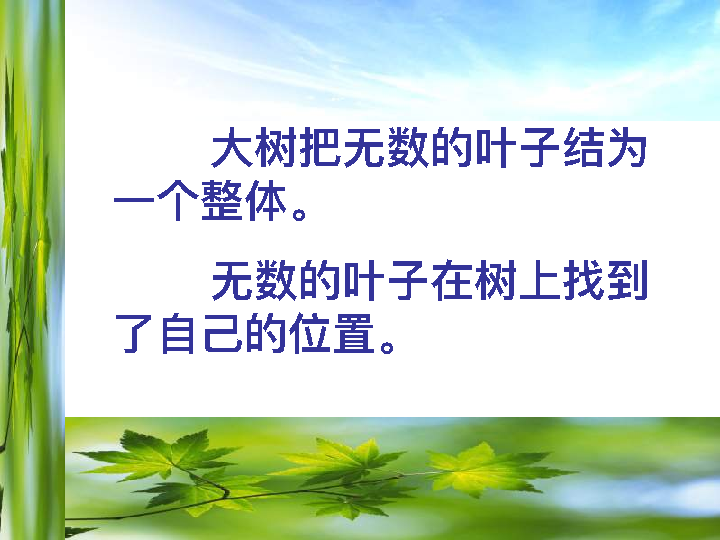 大树把无数的叶子结为
一个整体。
无数的叶子在树上找到
了自己的位置。